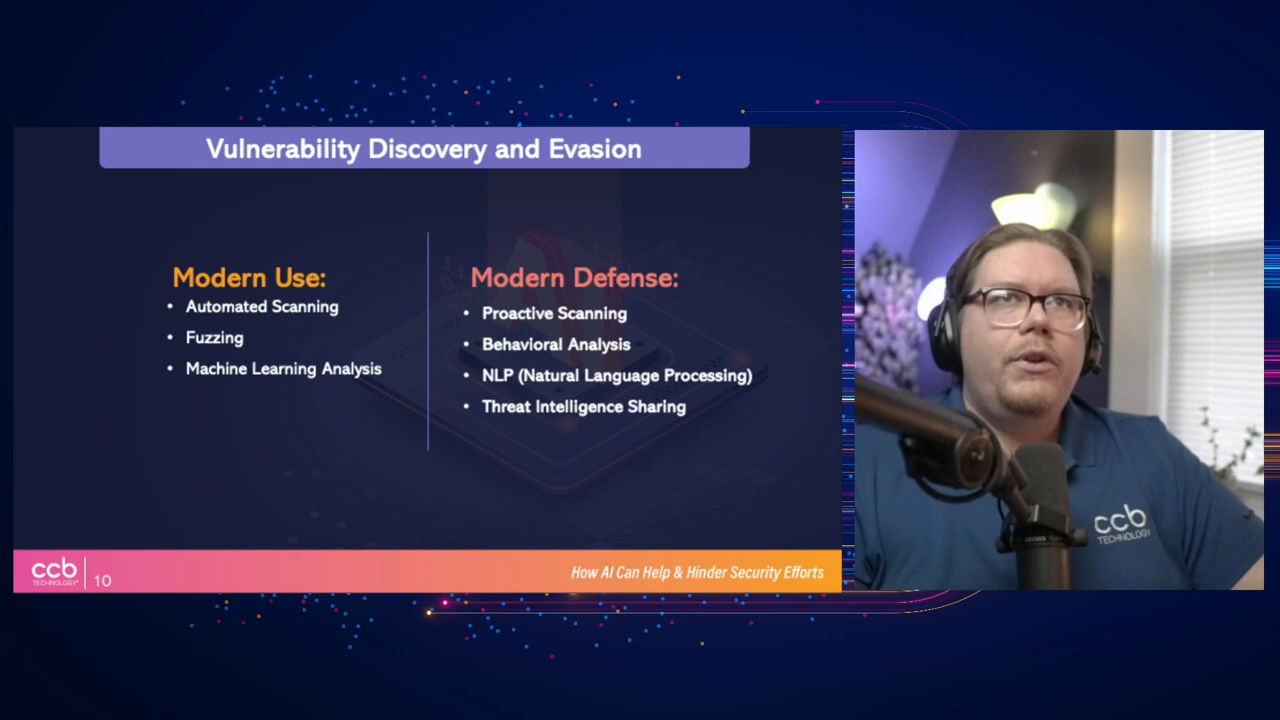 Vulnerability Discovery and Evasion
Modern Use:
• Automated Scanning
• Fuzzing
• Machine Learning Analysis
Modern Defense:
• Proactive Scanning
• Behavioral Analysis
• NLP (Natural Language Processing)
• Threat Intelligence Sharing
ccb
TECHNOLOGY
10
How AI Can Help & Hinder Security Efforts
ccb
TECHNOLOGY